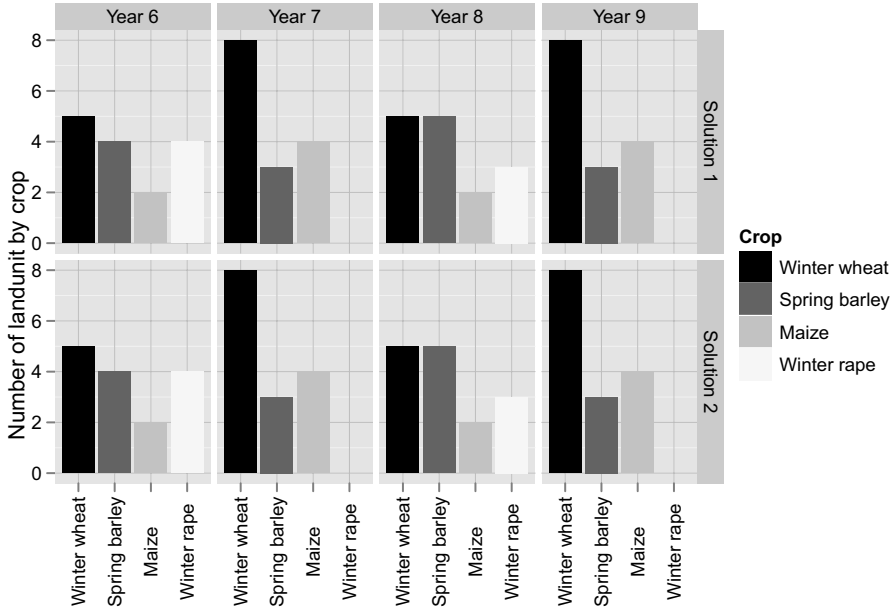 Year 6 Year 7 Year 8 Year 9
Number of landunit by crop
8
6
4
2
0
Solution 1
8
6
4
2
0
Solution 2
Winter wheat Spring barley Maize Winter rape Winter wheat Spring barley Maize Winter rape Winter wheat Spring barley Maize Winter rape Winter wheat Spring barley Maize Winter rape
Crop
Winter wheat
Spring barley
Maize
Winter rape